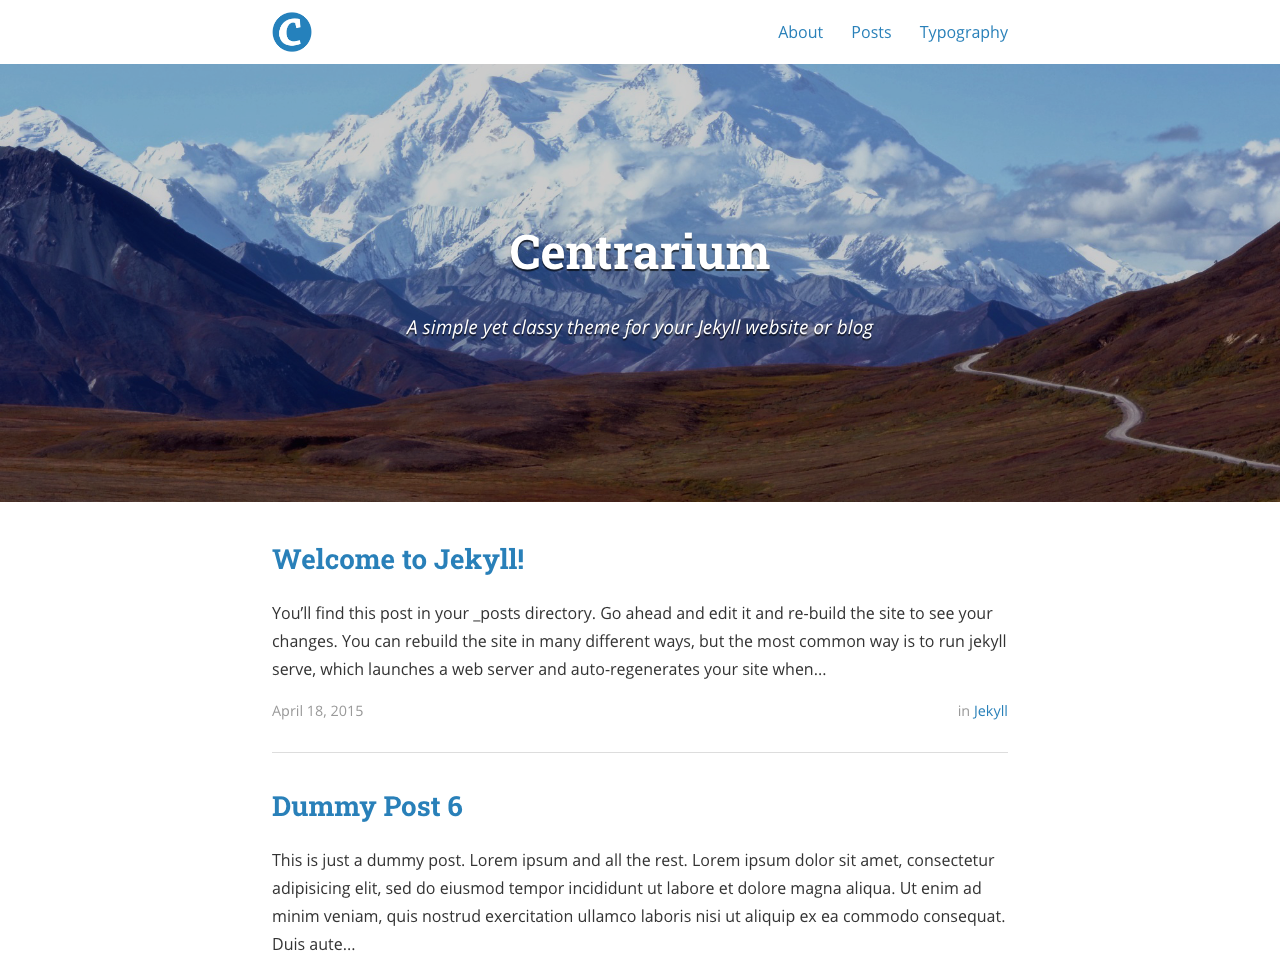 C
About Posts Typography
Centrarium
A simple yet classy theme for your Jekyll website or blog
Welcome to Jekyll!
You’ll find this post in your _posts directory. Go ahead and edit it and re-build the site to see your
changes. You can rebuild the site in many different ways, but the most common way is to run jekyll
serve, which launches a web server and auto-regenerates your site when...
April 18, 2015 in Jekyll
Dummy Post 6
This is just a dummy post. Lorem ipsum and all the rest. Lorem ipsum dolor sit amet, consectetur
adipisicing elit, sed do eiusmod tempor incididunt ut labore et dolore magna aliqua. Ut enim ad
minim veniam, quis nostrud exercitation ullamco laboris nisi ut aliquip ex ea commodo consequat.
Duis aute...